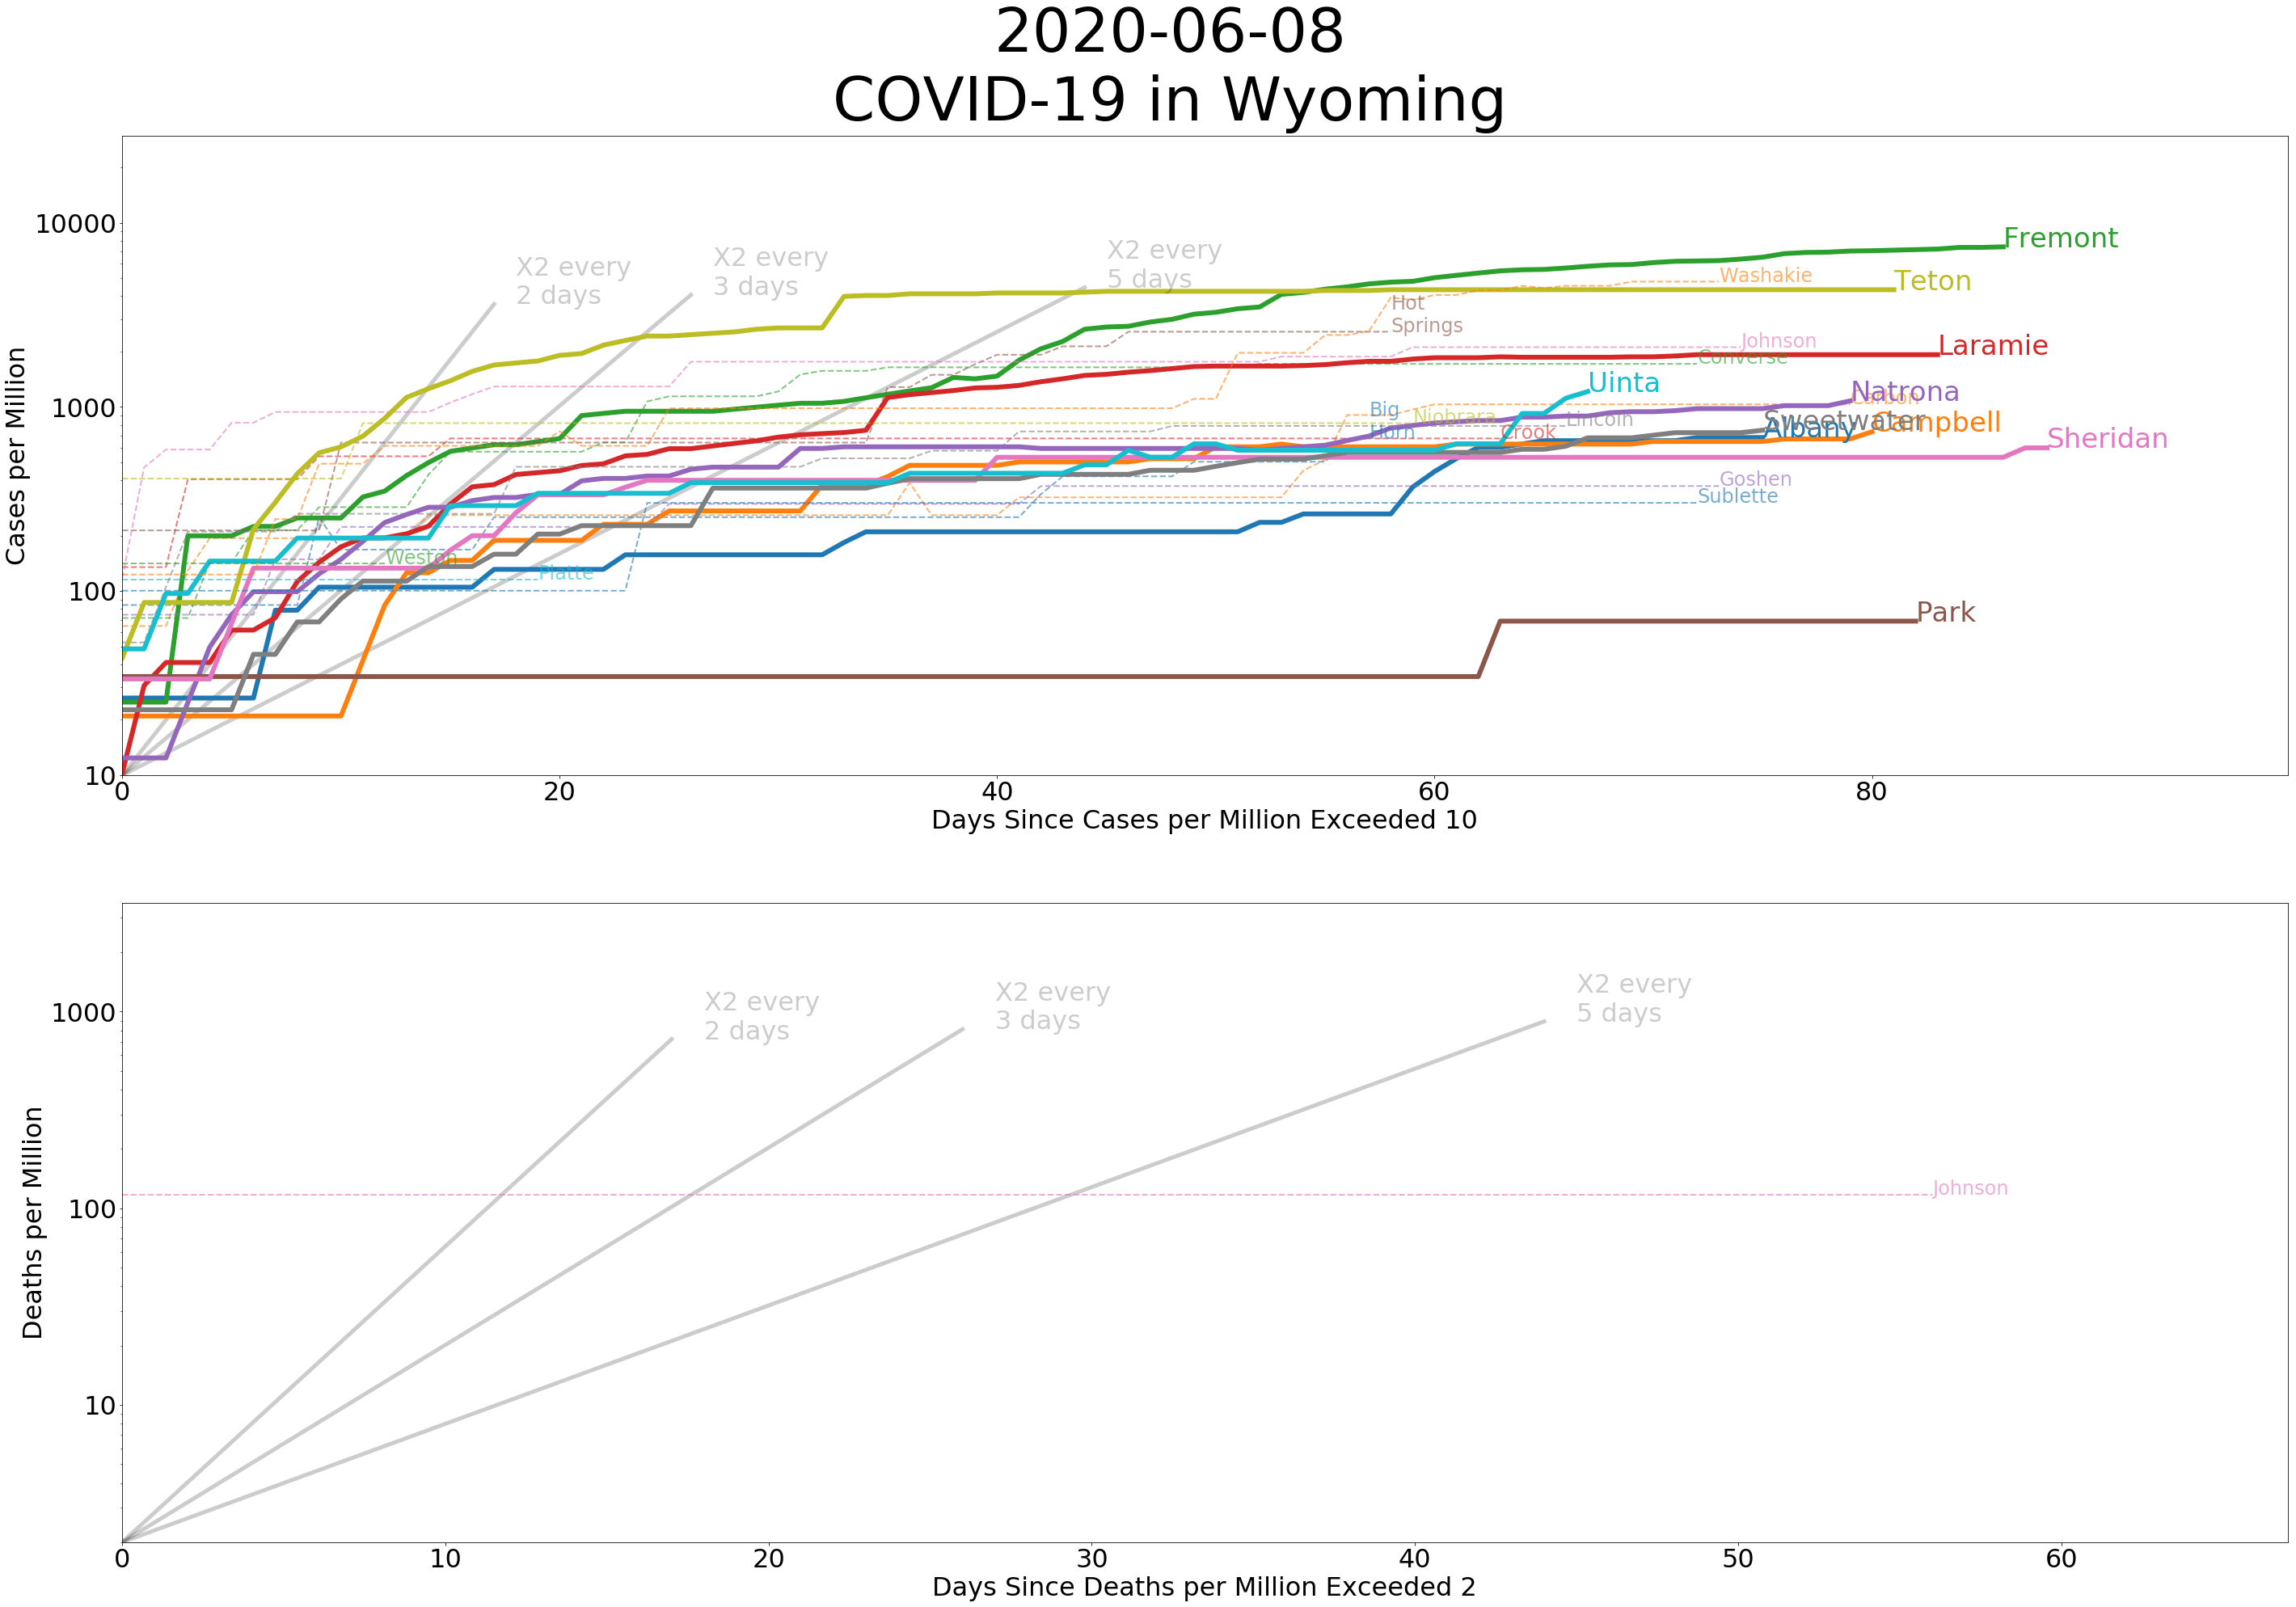 2020-06-08
COVID-19 in Wyoming
Cases per Million
10000
1000
100
10
X2 every
2 days
X2 every
3 days
X2 every
5 days
Fremont
Washakie
Teton
Hot
Springs
Johnson
Laramie
Converse
Uinta
Natrona
Carbon
Big
Horn
Niobrara
Lincoln
Sweetwater
Campbell
Albany
Crook
Sheridan
Goshen
Sublette
Weston
Platte
Park
0
20
40
60
80
Days Since Cases per Million Exceeded 10
Deaths per Million
1000
100
10
X2 every
2 days
X2 every
3 days
X2 every
5 days
Johnson
0
10
20
30
40
50
60
Days Since Deaths per Million Exceeded 2